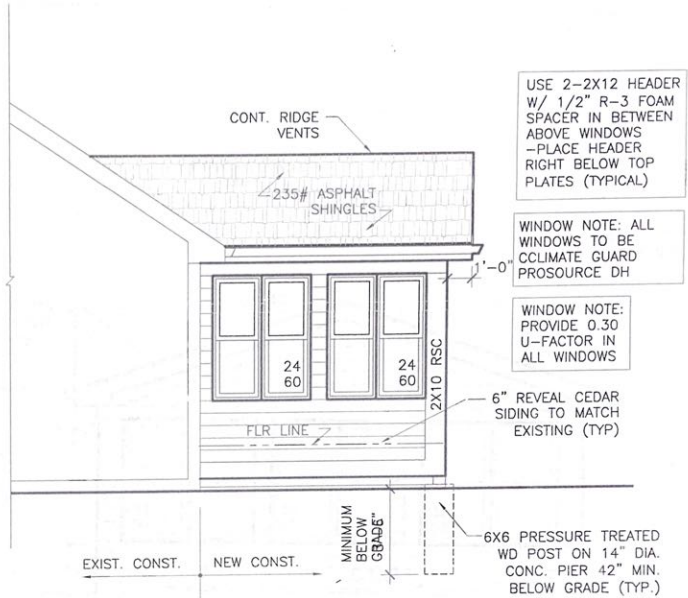 USE 2-2X12 HEADER
W/ 1/2" R-3 FOAM
SPACER IN BETWEEN
ABOVE WINDOWS
-PLACE HEADER
RIGHT BELOW TOP
PLATES (TYPICAL)
CONT. RIDGE
VENTS
235# ASPHALT
SHINGLES
WINDOW NOTE: ALL
WINDOWS TO BE
CCLIMATE GUARD
PROSOURCE DH
1'-0"
WINDOW NOTE:
PROVIDE 0.30
U-FACTOR IN
ALL WINDOWS
24
60
24
60
2X10 RSC
6" REVEAL CEDAR
SIDING TO MATCH
EXISTING (TYP)
FLR LINE
MINIMUM
BELOW
6X6 PRESSURE TREATED
WD POST ON 14" DIA.
CONC. PIER 42" MIN.
BELOW GRADE (TYP.)
EXIST. CONST.
NEW CONST.